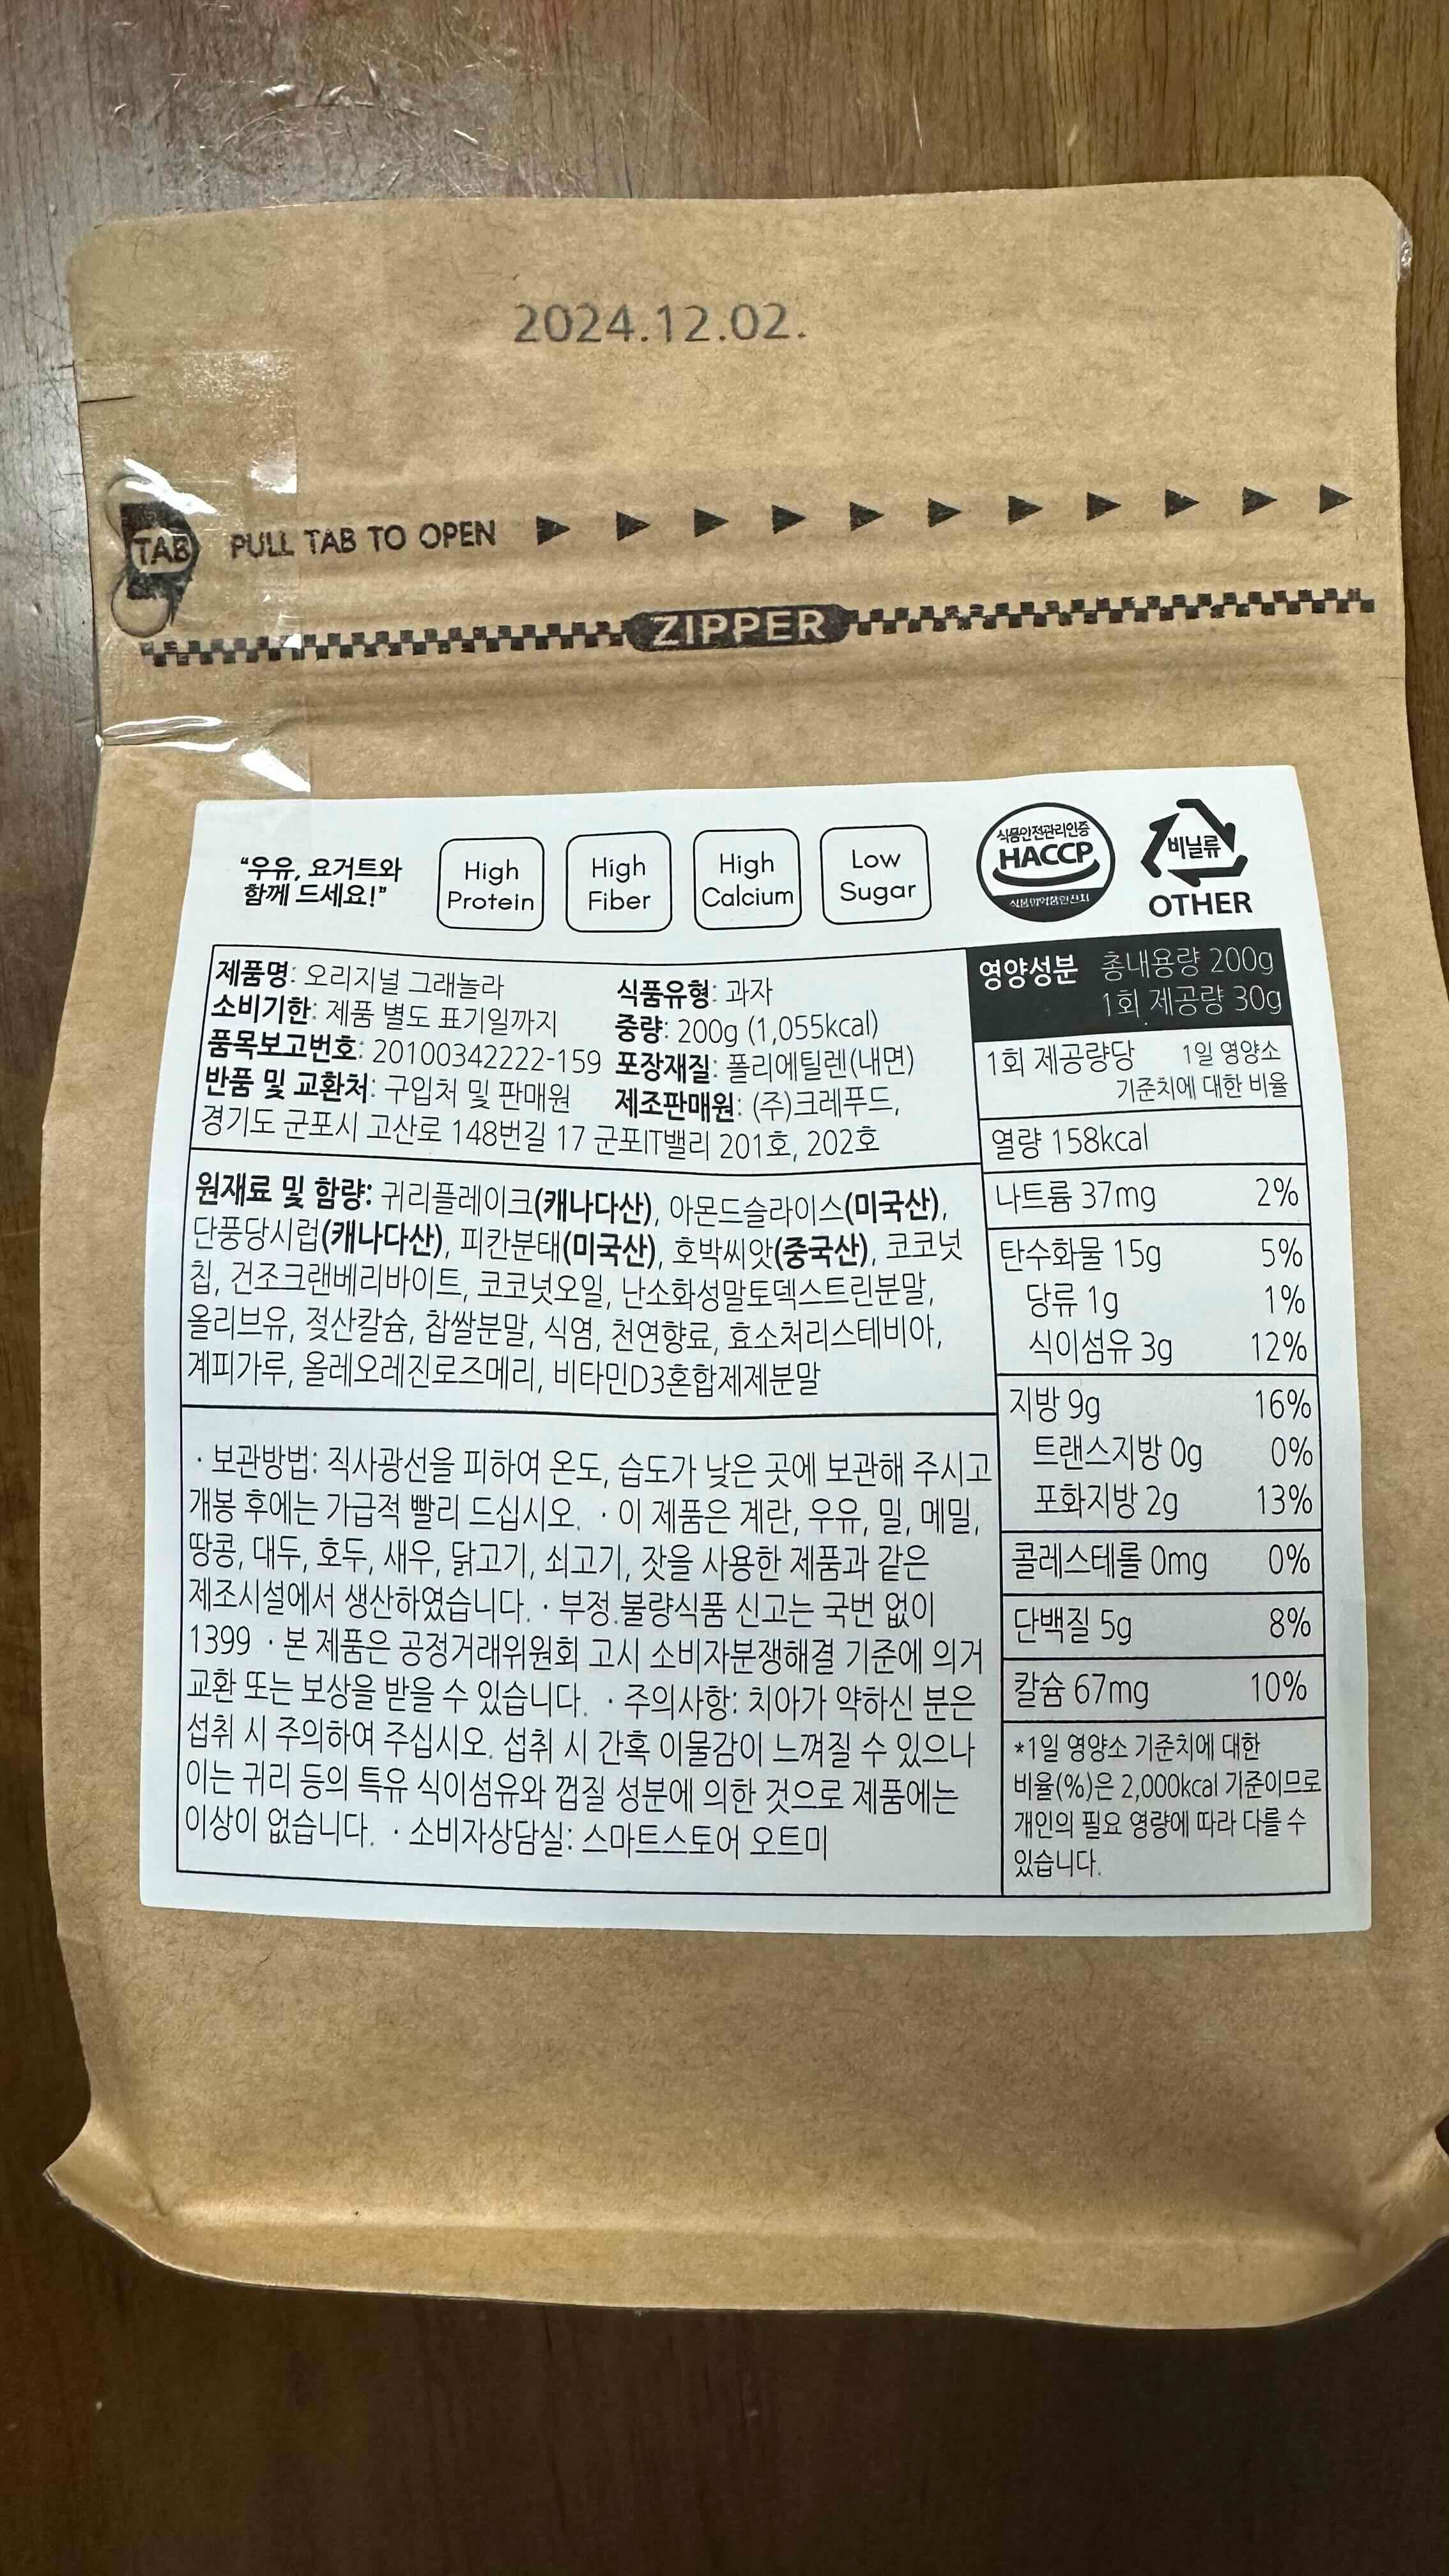 2024.12.02.
TAB
PULL TAB TO OPEN
ZIPPER
“우유, 요거트와
함께 드세요!”
High
Protein
High
Fiber
High
Calcium
Low
Sugar
식품안전관리인증
HACCP
식품의약품안전처
비닐류
OTHER
제품명: 오리지널 그래놀라
식품유형: 과자
소비기한: 제품 별도 표기일까지
중량: 200g (1,055kcal)
품목보고번호: 20100342222-159
포장재질: 폴리에틸렌(내면)
반품 및 교환처: 구입처 및 판매원
제조판매원: (주)크레푸드,
경기도 군포시 고산로 148번길 17 군포IT밸리 201호, 202호
원재료 및 함량: 귀리플레이크(캐나다산), 아몬드슬라이스(미국산),
단풍당시럽(캐나다산), 피칸분태(미국산), 호박씨앗(중국산), 코코넛
칩, 건조크랜베리바이트, 코코넛오일, 난소화성말토덱스트린분말,
올리브유, 젖산칼슘, 찹쌀분말, 식염, 천연향료, 효소처리스테비아,
계피가루, 올레오레진로즈메리, 비타민D3혼합제제분말
· 보관방법: 직사광선을 피하여 온도, 습도가 낮은 곳에 보관해 주시고
개봉 후에는 가급적 빨리 드십시오. · 이 제품은 계란, 우유, 밀, 메밀,
땅콩, 대두, 호두, 새우, 닭고기, 쇠고기, 잣을 사용한 제품과 같은
제조시설에서 생산하였습니다. · 부정.불량식품 신고는 국번 없이
1399 · 본 제품은 공정거래위원회 고시 소비자분쟁해결 기준에 의거
교환 또는 보상을 받을 수 있습니다. · 주의사항: 치아가 약하신 분은
섭취 시 주의하여 주십시오. 섭취 시 간혹 이물감이 느껴질 수 있으나
이는 귀리 등의 특유 식이섬유와 껍질 성분에 의한 것으로 제품에는
이상이 없습니다. · 소비자상담실: 스마트스토어 오트미
영양성분 총내용량 200g
1회 제공량 30g
1회 제공량당 1일 영양소
기준치에 대한 비율
열량 158kcal
나트륨 37mg 2%
탄수화물 15g 5%
당류 1g 1%
식이섬유 3g 12%
지방 9g 16%
트랜스지방 0g 0%
포화지방 2g 13%
콜레스테롤 0mg 0%
단백질 5g 8%
칼슘 67mg 10%
*1일 영양소 기준치에 대한
비율(%)은 2,000kcal 기준이므로
개인의 필요 영량에 따라 다를 수
있습니다.